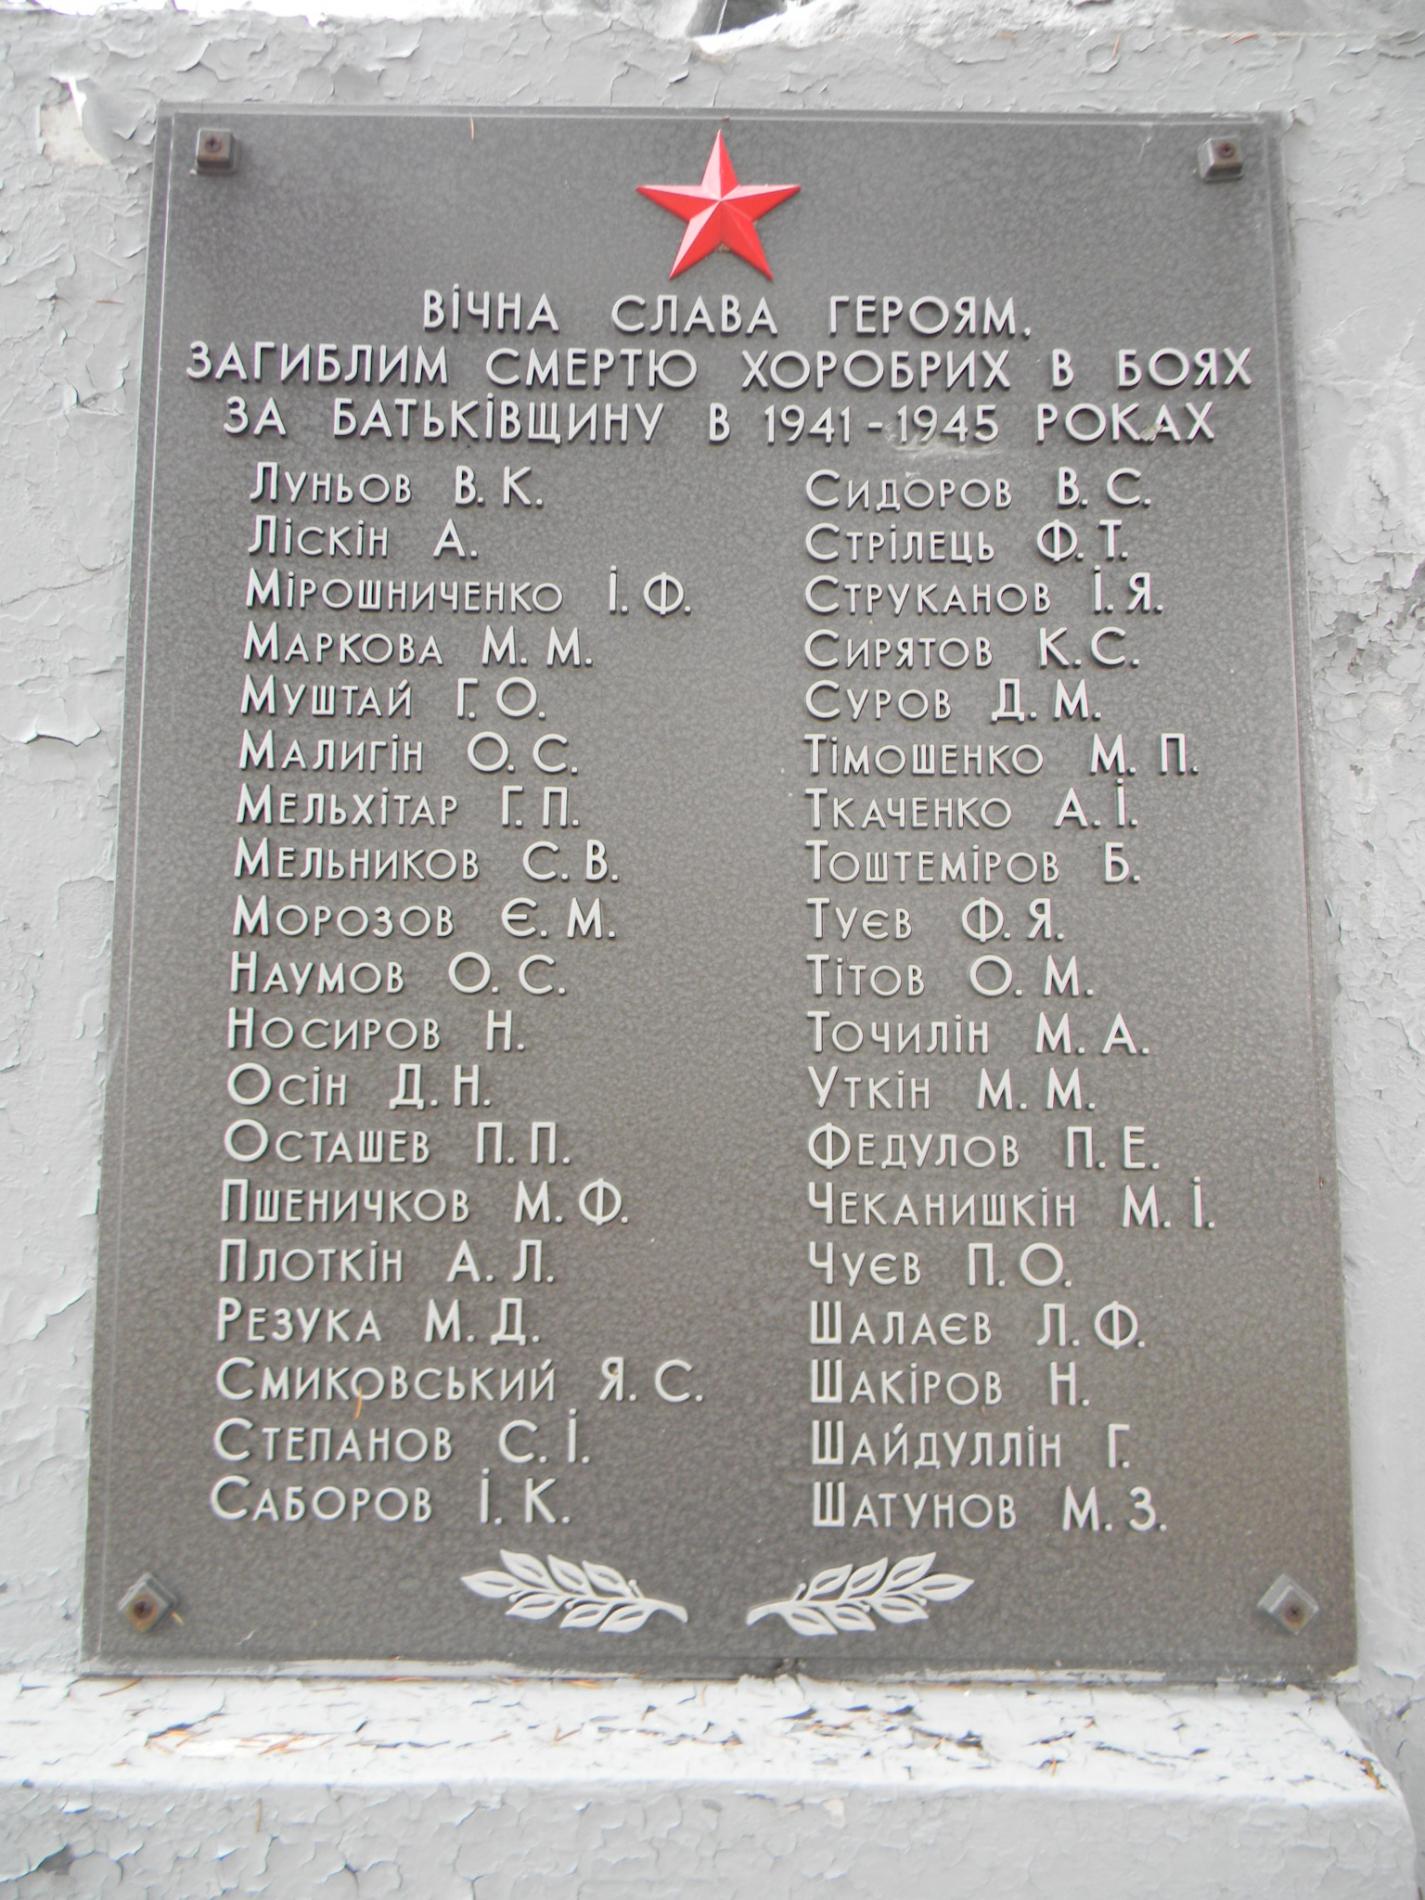 ВІЧНА СЛАВА ГЕРОЯМ,
ЗАГИБЛИМ СМЕРТЮ ХОРОБРИХ В БОЯХ
ЗА БАТЬКІВЩИНУ В 1941-1945 РОКАХ
ЛУНЬОВ В. К.
ЛІСКІН А.
МІРОШНИЧЕНКО І. Ф.
МАРКОВА М. М.
МУШТАЙ Г. О.
МАЛИГІН О. С.
МЕЛЬХІТАР Г. П.
МЕЛЬНИКОВ С. В.
МОРОЗОВ Є. М.
НАУМОВ О. С.
НОСИРОВ Н.
ОСІН Д. Н.
ОСТАШЕВ П. П.
ПШЕНИЧКОВ М. Ф.
ПЛОТКІН А. Л.
РЕЗУКА М. Д.
СМИКОВСЬКИЙ Я. С.
СТЕПАНОВ С. І.
САБОРОВ І. К.
СИДОРОВ В. С.
СТРІЛЕЦЬ Ф. Т.
СТРУКАНОВ І. Я.
СИРЯТОВ К. С.
СУРОВ Д. М.
ТІМОШЕНКО М. П.
ТКАЧЕНКО А. І.
ТОШТЕМІРОВ Б.
ТУЄВ Ф. Я.
ТІТОВ О. М.
ТОЧИЛІН М. А.
УТКІН М. М.
ФЕДУЛОВ П. Е.
ЧЕКАНИШКІН М. І.
ЧУЄВ П. О.
ШАЛАЄВ Л. Ф.
ШАКІРОВ Н.
ШАЙДУЛЛІН Г.
ШАТУНОВ М. З.